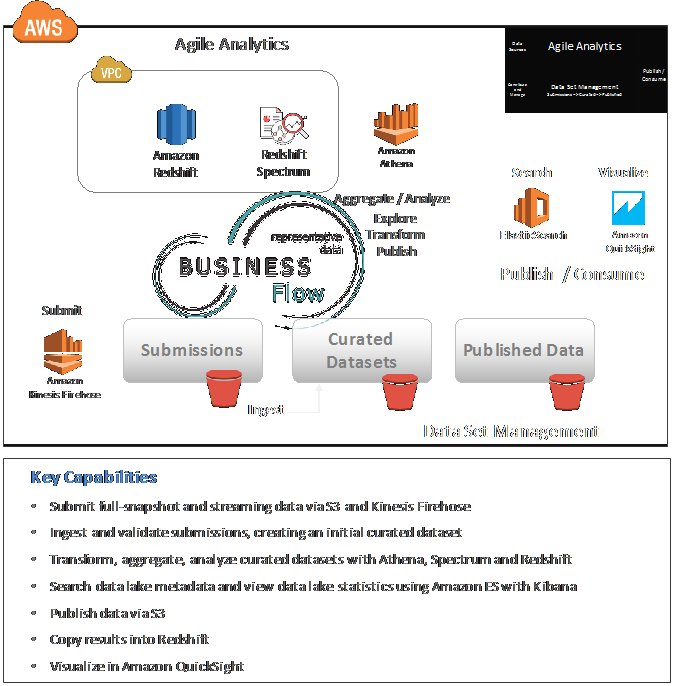 AWS
Agile Analytics
VPC
Amazon
Redshift
Redshift
Spectrum
Amazon
Athena
Data
Sources
Agile Analytics
Publish /
Consume
Contribute
and
Manage
Data Set Management
Submissions => Curated => Published
Search
Visualize
ElasticSearch
Amazon
QuickSight
Publish / Consume
Aggregate / Analyze
Explore
Transform
Publish
representative
data
BUSINESS
Flow
Submit
Amazon
Kinesis Firehose
Submissions
Curated
Datasets
Published Data
Ingest
Data Set Management
Key Capabilities
• Submit full-snapshot and streaming data via S3 and Kinesis Firehose
• Ingest and validate submissions, creating an initial curated dataset
• Transform, aggregate, analyze curated datasets with Athena, Spectrum and Redshift
• Search data lake metadata and view data lake statistics using Amazon ES with Kibana
• Publish data via S3
• Copy results into Redshift
• Visualize in Amazon QuickSight